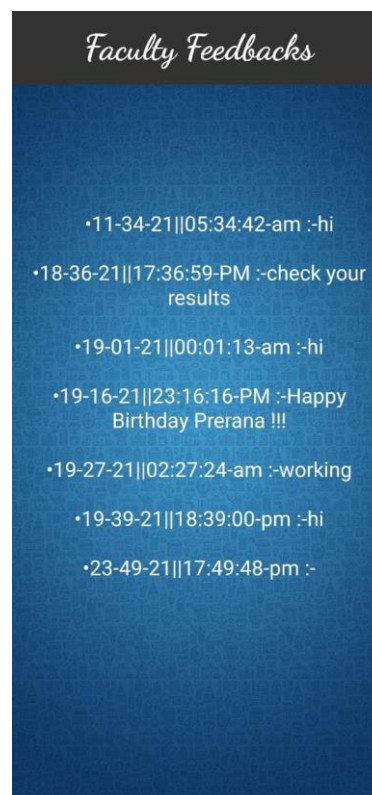 Faculty Feedbacks
•11-34-21||05:34:42-am :-hi
•18-36-21||17:36:59-PM :-check your
results
•19-01-21||00:01:13-am :-hi
•19-16-21||23:16:16-PM :-Happy
Birthday Prerana !!!
•19-27-21||02:27:24-am :-working
•19-39-21||18:39:00-pm :-hi
•23-49-21||17:49:48-pm :-